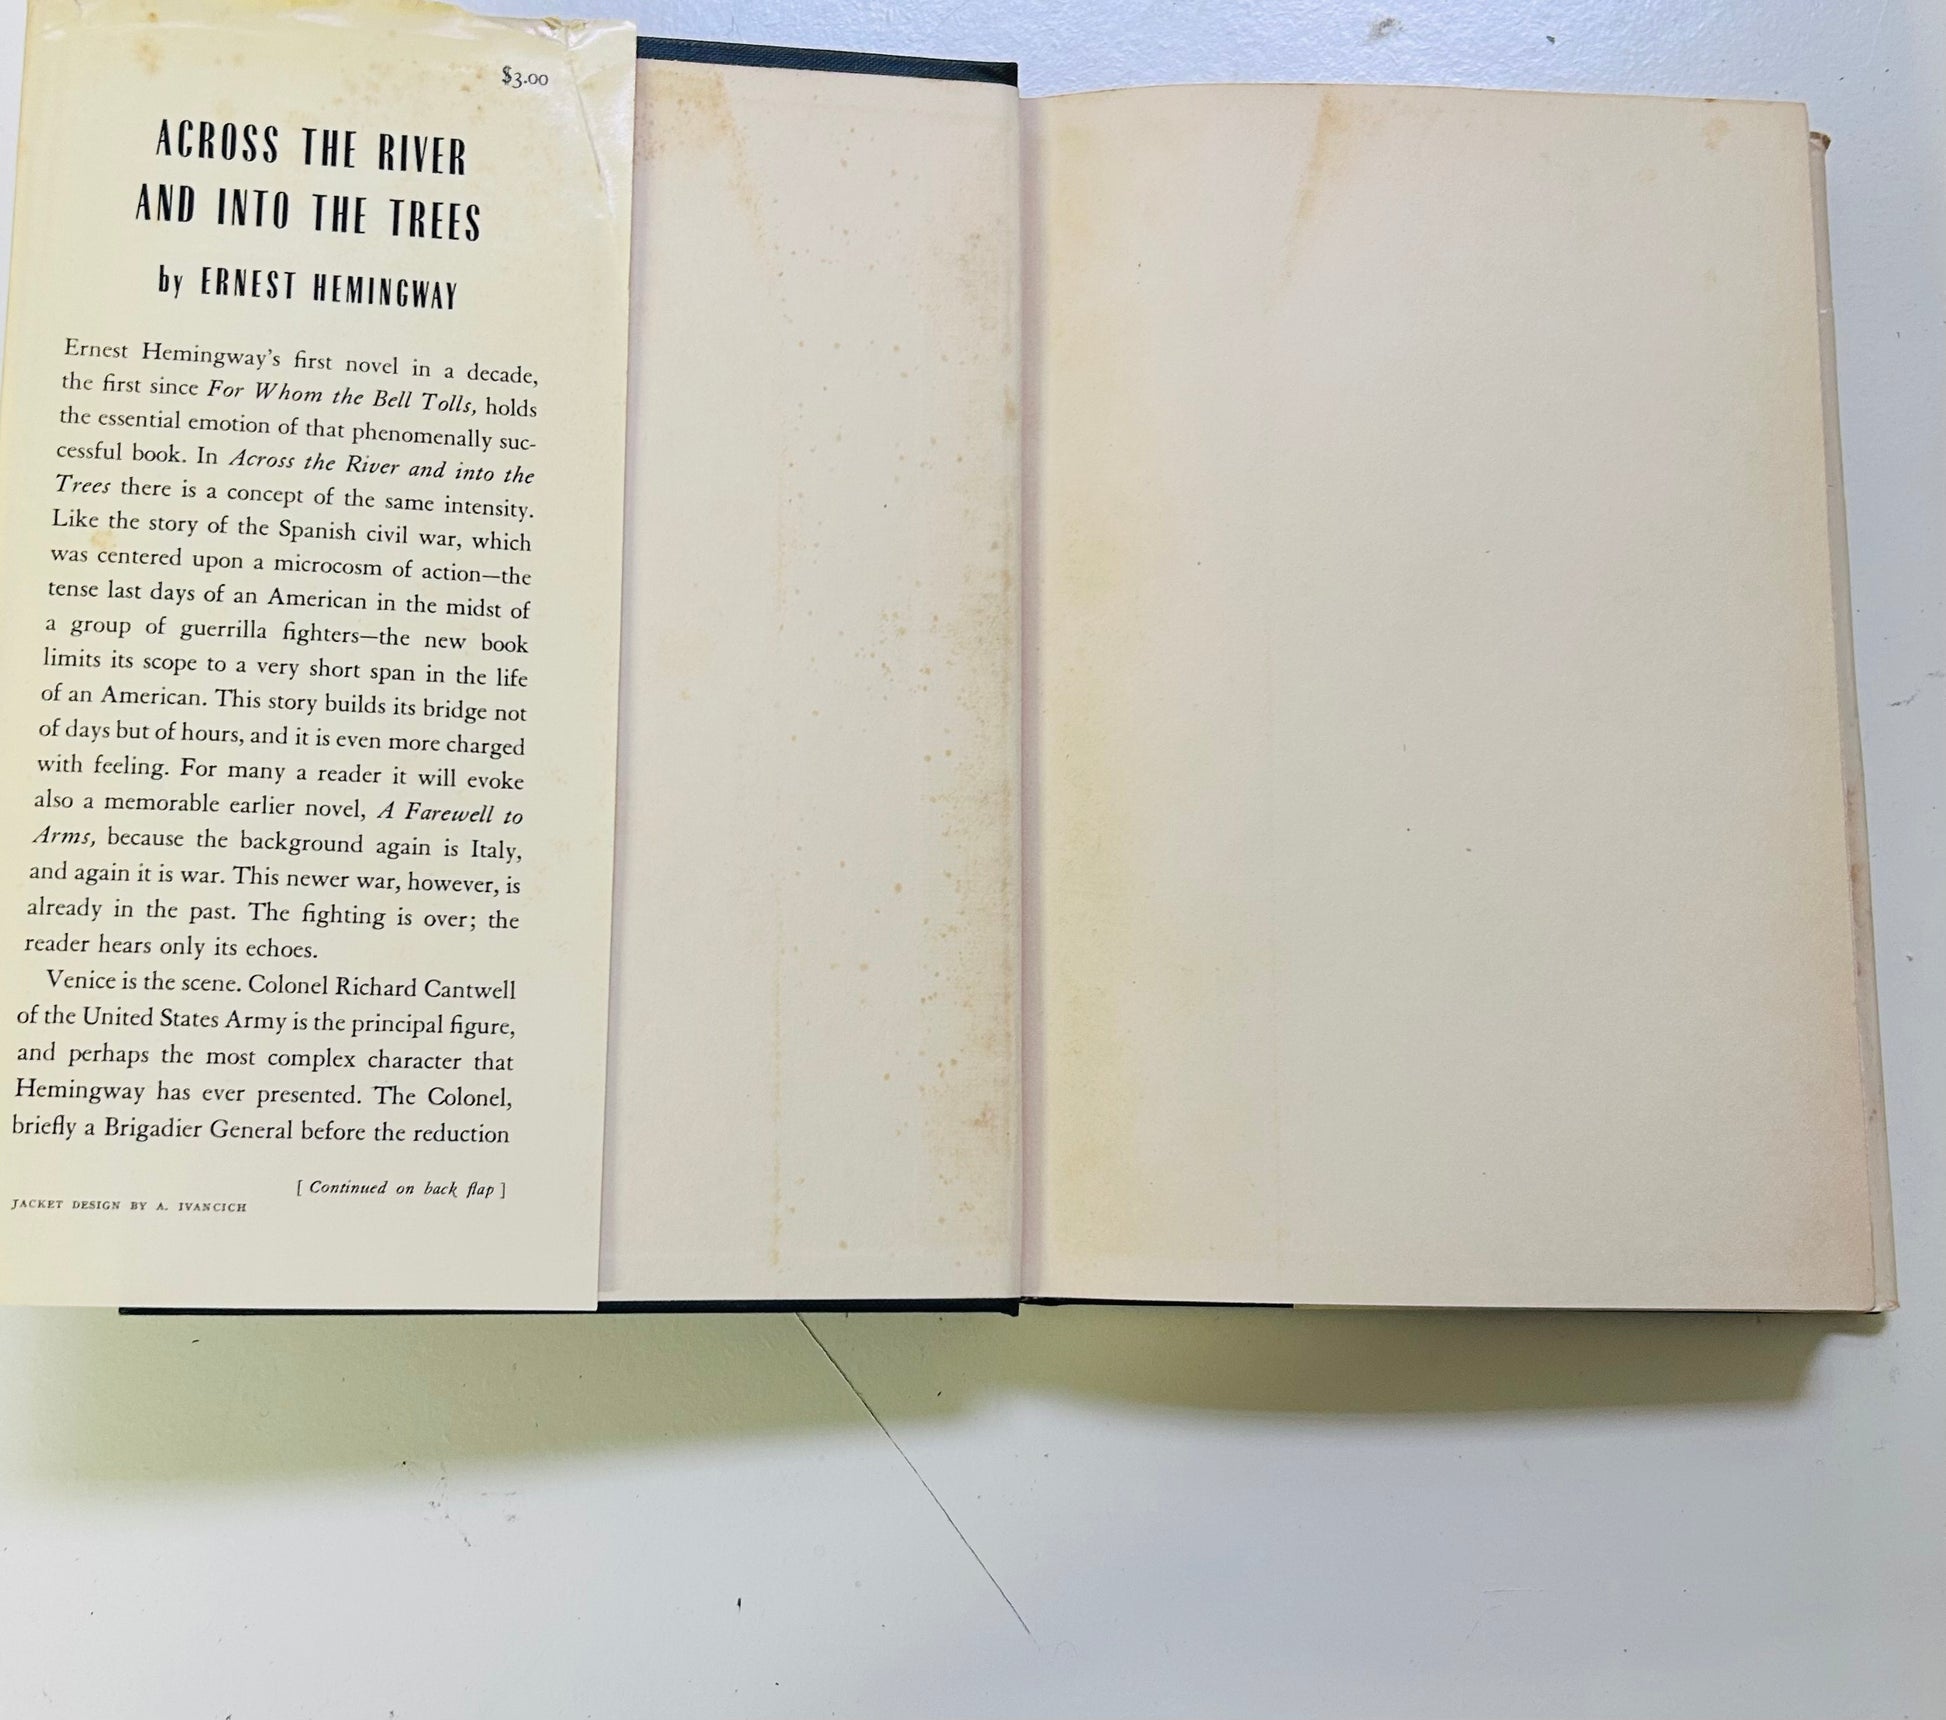 $3.00
ACROSS THE RIVER
AND INTO THE TREES
by ERNEST HEMINGWAY
Ernest Hemingway's first novel in a decade,
the first since For Whom the Bell Tolls, holds
the essential emotion of that phenomenally suc-
cessful book. In Across the River and into the
Trees there is a concept of the same intensity.
Like the story of the Spanish civil war, which
was centered upon a microcosm of action—the
tense last days of an American in the midst of
a group of guerrilla fighters—the new book
limits its scope to a very short span in the life
of an American. This story builds its bridge not
of days but of hours, and it is even more charged
with feeling. For many a reader it will evoke
also a memorable earlier novel, A Farewell to
Arms, because the background again is Italy,
and again it is war. This newer war, however, is
already in the past. The fighting is over; the
reader hears only its echoes.
Venice is the scene. Colonel Richard Cantwell
of the United States Army is the principal figure,
and perhaps the most complex character that
Hemingway has ever presented. The Colonel,
briefly a Brigadier General before the reduction
[ Continued on back flap ]
JACKET DESIGN BY A. IVANCICH